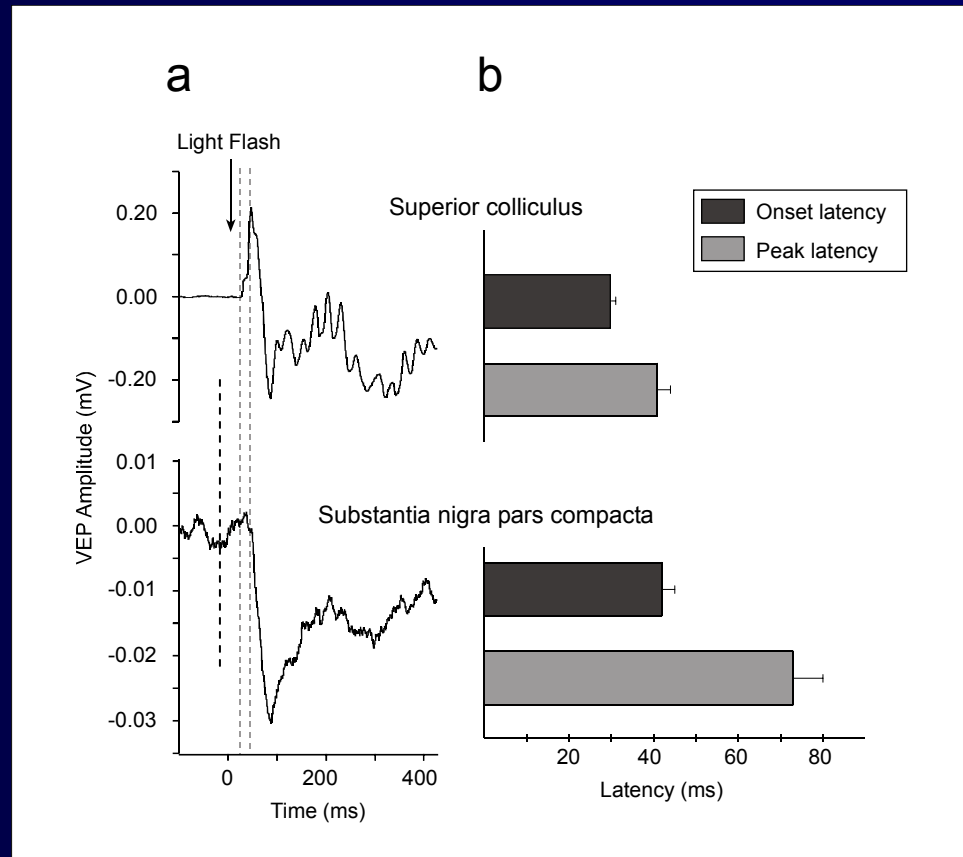 a
b
Light Flash
Superior colliculus
Onset latency
Peak latency
0.20
0.00
-0.20
VEP Amplitude (mV)
0.01
0.00
-0.01
-0.02
-0.03
Substantia nigra pars compacta
0 200 400
Time (ms)
20 40 60 80
Latency (ms)